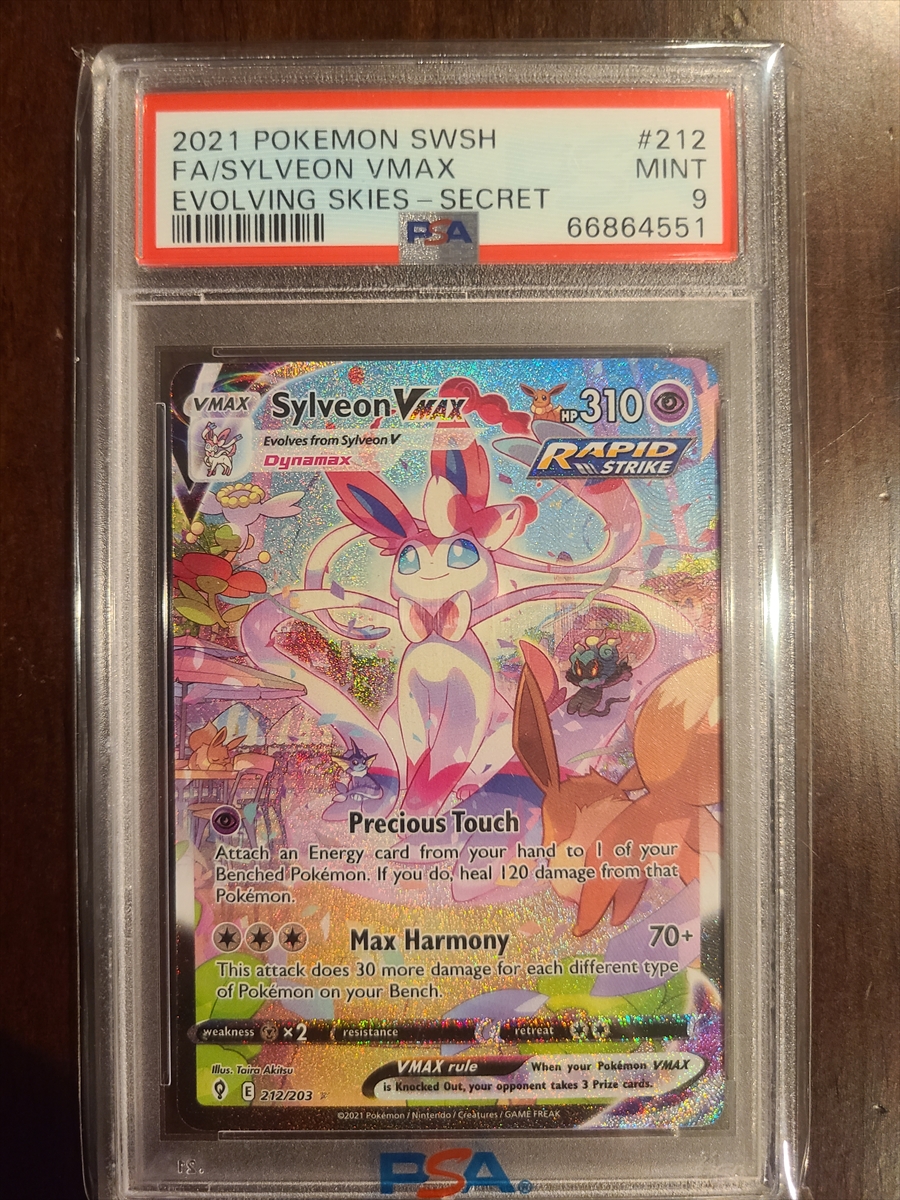 2021 POKEMON SWSH #212
FA/SYLVEON VMAX MINT
EVOLVING SKIES – SECRET 9
PSA 66864551
VMAX Sylveon VMAX HP 310
Evolves from Sylveon V
Dynamax
RAPID
STRIKE
Precious Touch
Attach an Energy card from your hand to 1 of your
Benched Pokémon. If you do, heal 120 damage from that
Pokémon.
Max Harmony 70+
This attack does 30 more damage for each different type
of Pokémon on your Bench.
weakness ×2 resistance retreat
Illus. Taira Akitsu
VMAX rule When your Pokémon VMAX
is Knocked Out, your opponent takes 3 Prize cards.
E 212/203
©2021 Pokémon / Nintendo / Creatures / GAME FREAK
PSA®